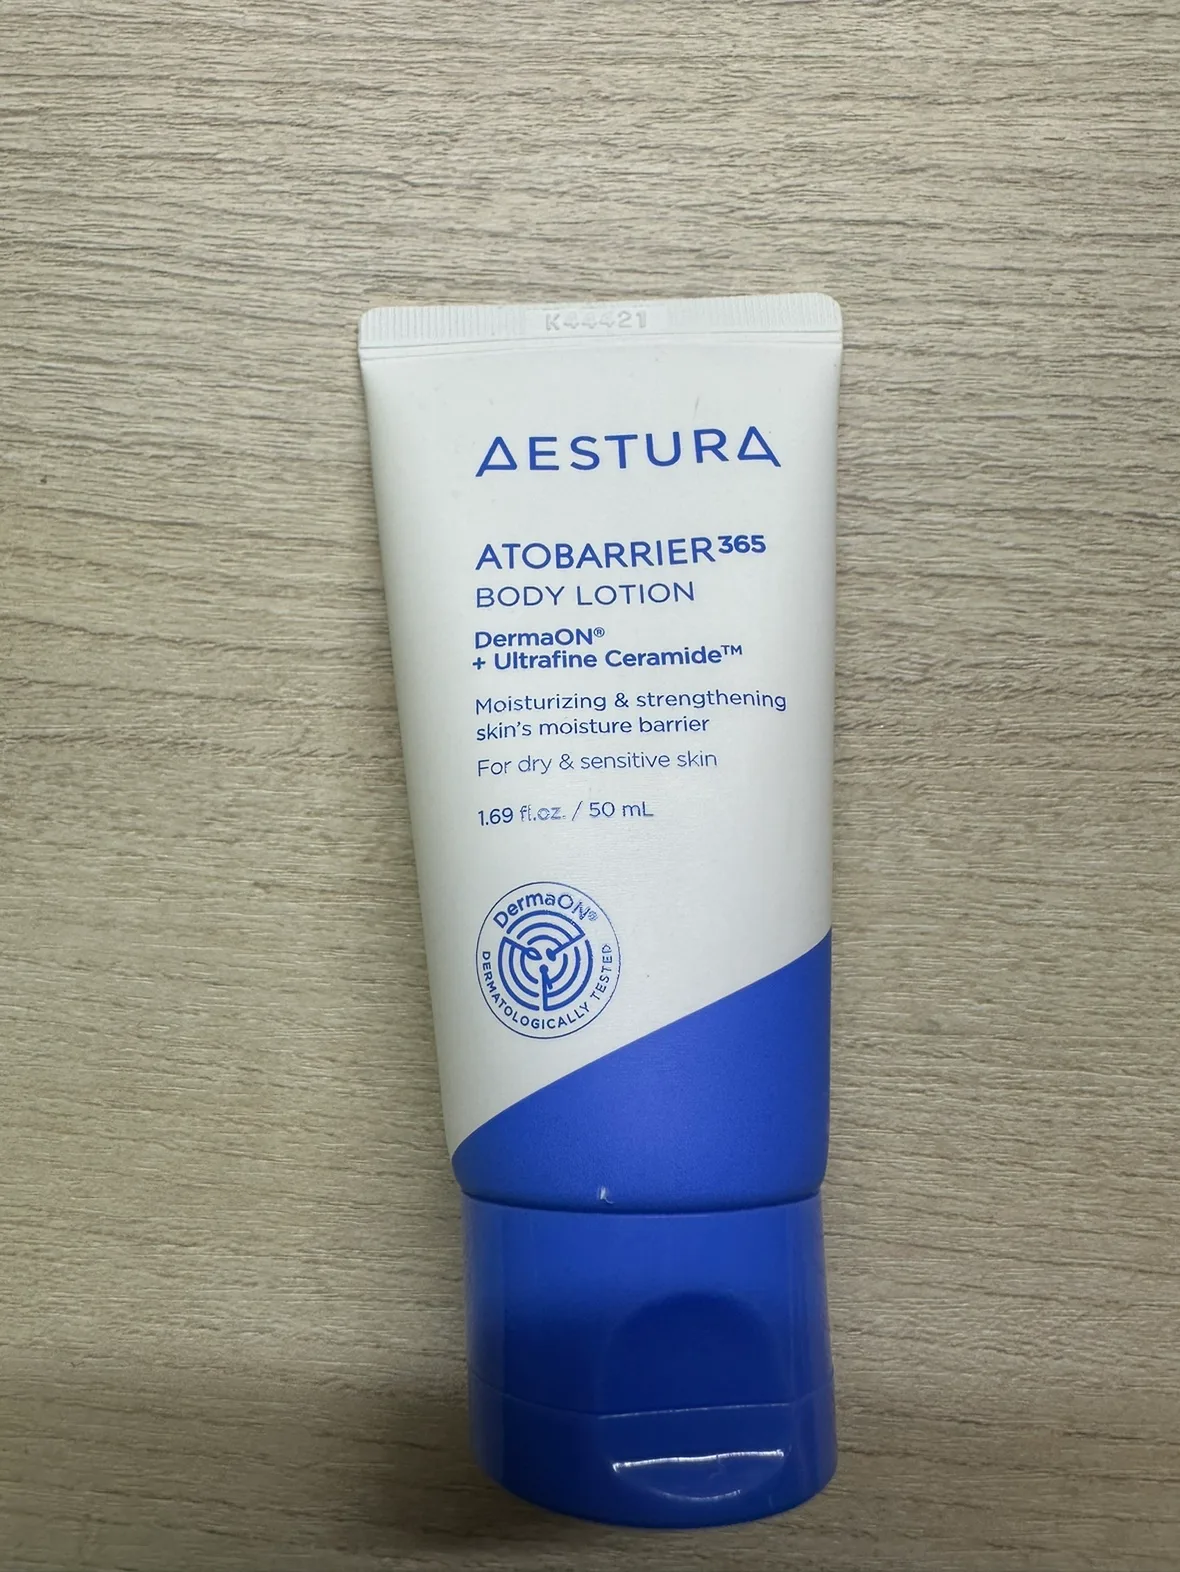 K44421
AESTURA
ATOBARRIER365
BODY LOTION
DermaON®
+ Ultrafine Ceramide™
Moisturizing & strengthening
skin's moisture barrier
For dry & sensitive skin
1.69 fl.oz. / 50 mL
DermaON®
DERMATOLOGICALLY TESTED